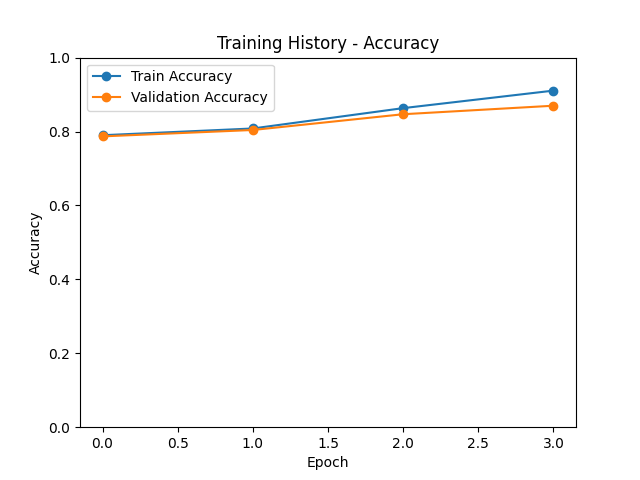 Training History - Accuracy
Train Accuracy
Validation Accuracy
1.0
0.8
0.6
0.4
0.2
0.0
Accuracy
0.0 0.5 1.0 1.5 2.0 2.5 3.0
Epoch